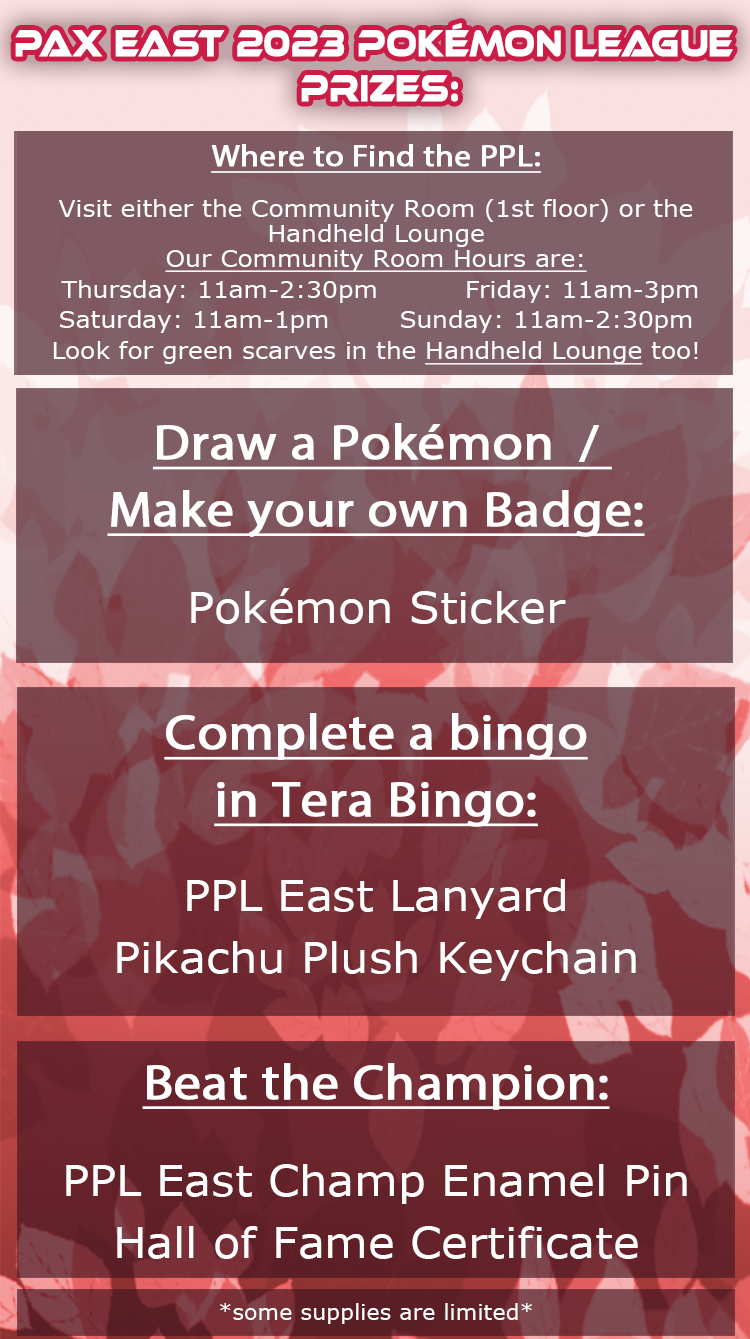 PAX EAST 2023 POKÉMON LEAGUE
PRIZES:
Where to Find the PPL:
Visit either the Community Room (1st floor) or the
Handheld Lounge
Our Community Room Hours are:
Thursday: 11am-2:30pm Friday: 11am-3pm
Saturday: 11am-1pm Sunday: 11am-2:30pm
Look for green scarves in the Handheld Lounge too!
Draw a Pokémon /
Make your own Badge:
Pokémon Sticker
Complete a bingo
in Tera Bingo:
PPL East Lanyard
Pikachu Plush Keychain
Beat the Champion:
PPL East Champ Enamel Pin
Hall of Fame Certificate
*some supplies are limited*